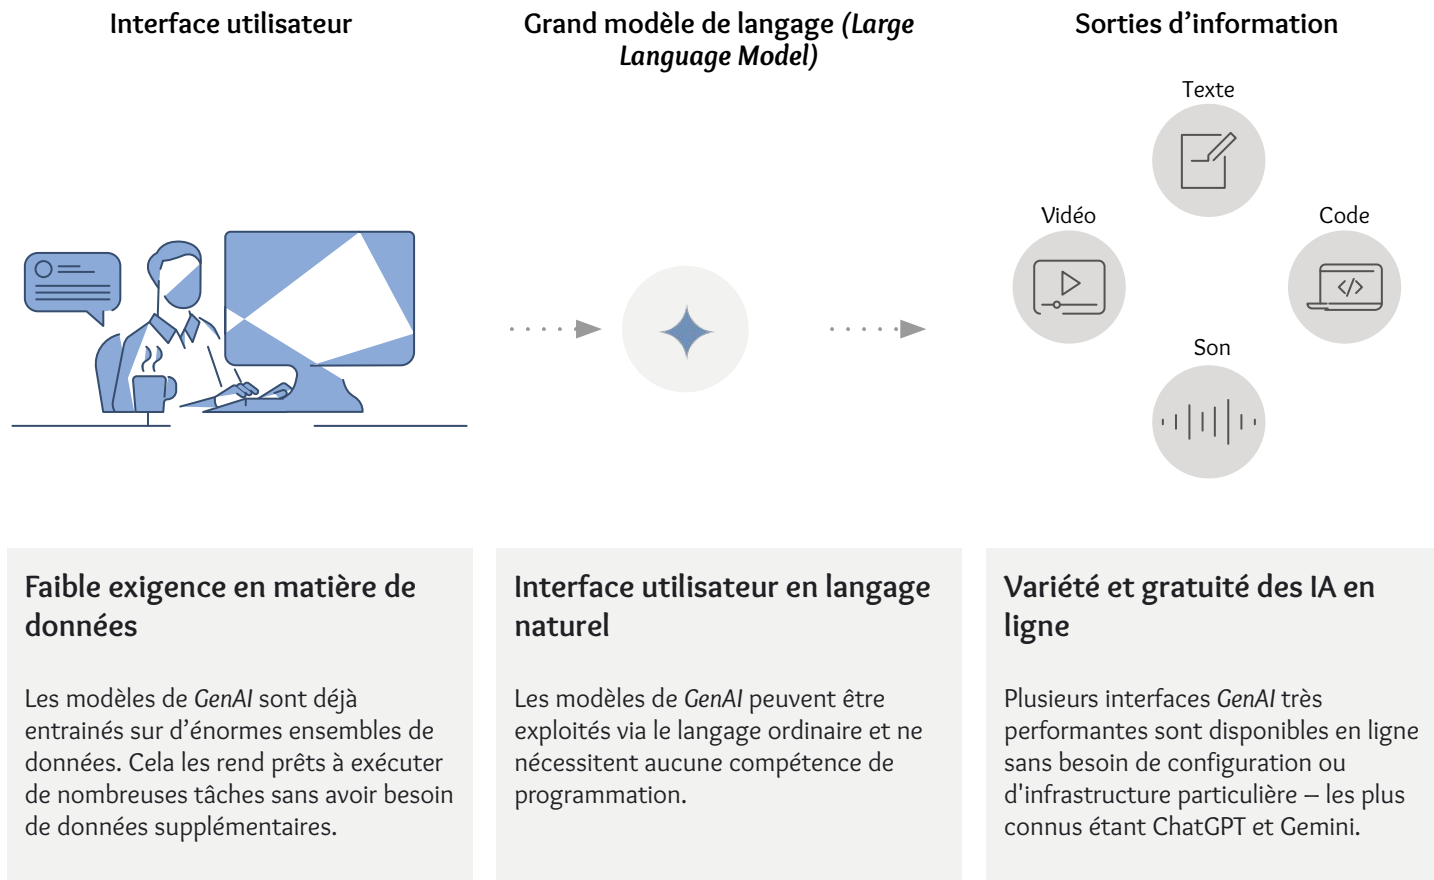 Interface utilisateur
Grand modèle de langage (Large
Language Model)
Sorties d’information
Texte
Vidéo
Code
</>
Son
Faible exigence en matière de
données
Les modèles de GenAI sont déjà
entrainés sur d’énormes ensembles de
données. Cela les rend prêts à exécuter
de nombreuses tâches sans avoir besoin
de données supplémentaires.
Interface utilisateur en langage
naturel
Les modèles de GenAI peuvent être
exploités via le langage ordinaire et ne
nécessitent aucune compétence de
programmation.
Variété et gratuité des IA en
ligne
Plusieurs interfaces GenAI très
performantes sont disponibles en ligne
sans besoin de configuration ou
d'infrastructure particulière – les plus
connus étant ChatGPT et Gemini.